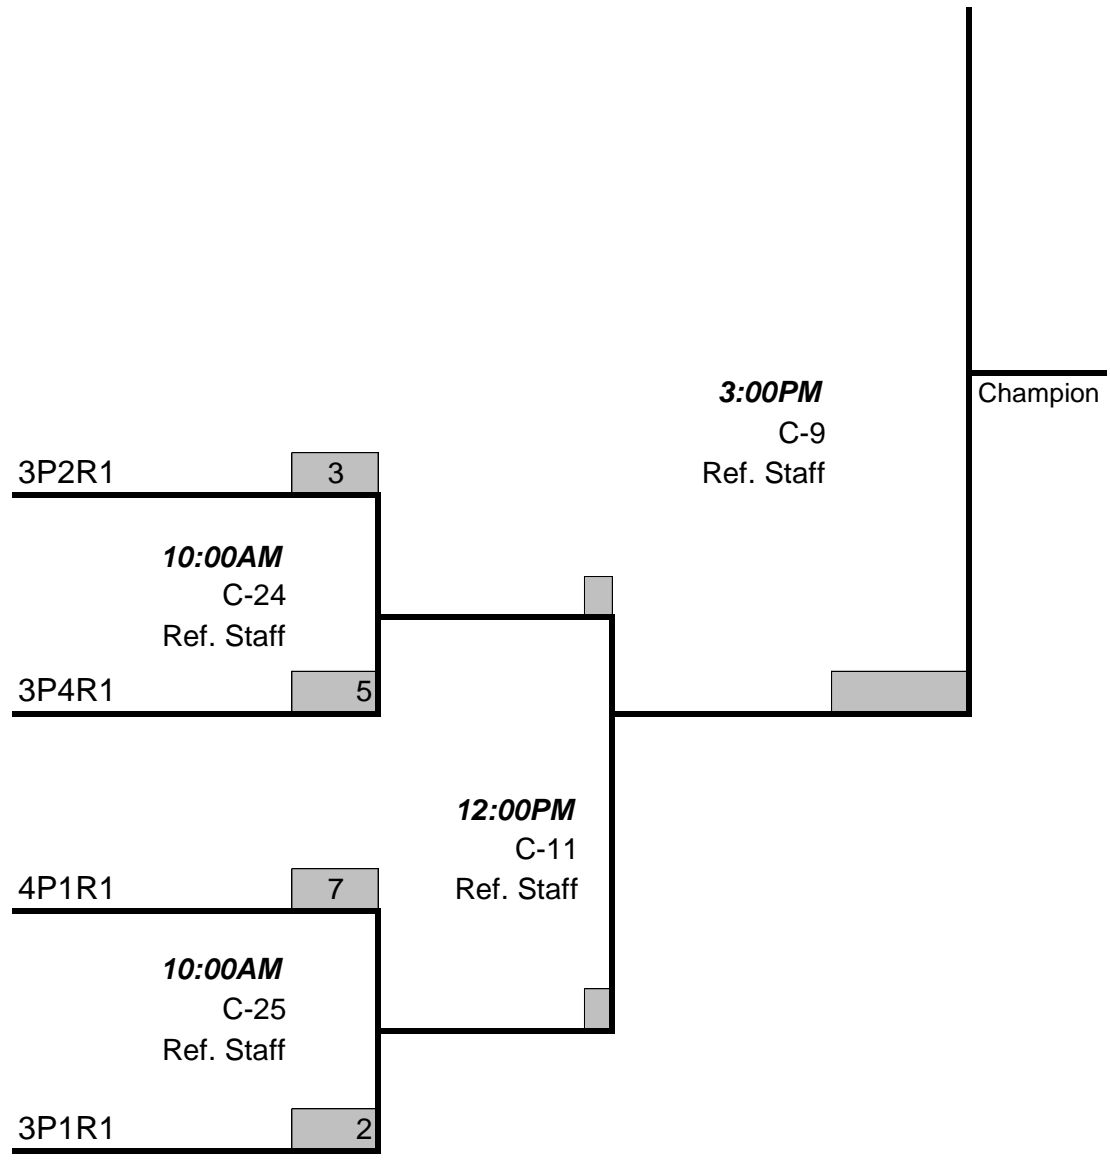 3:00PM
Champion
C-9
3P2R1 3
Ref. Staff
10:00AM
C-24
Ref. Staff
3P4R1 5
12:00PM
C-11
4P1R1 7
Ref. Staff
10:00AM
C-25
Ref. Staff
3P1R1 2